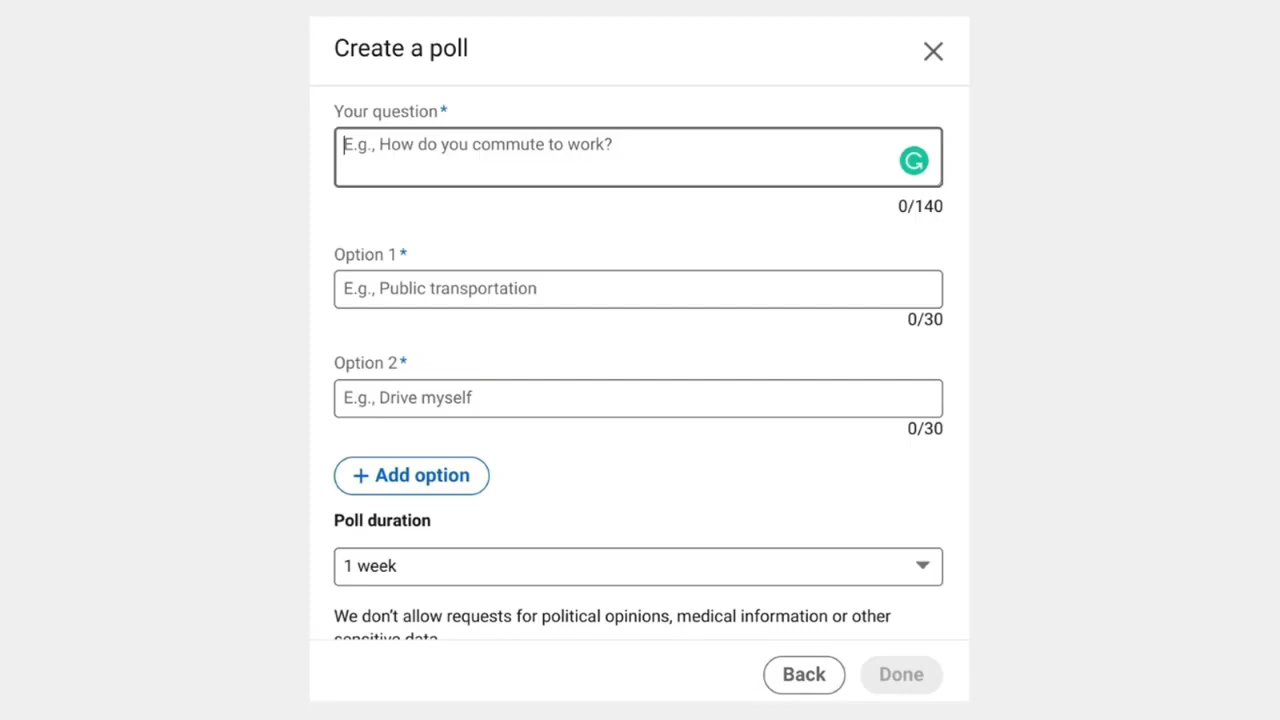 Create a poll
Your question*
E.g., How do you commute to work?
0/140
Option 1*
E.g., Public transportation
0/30
Option 2*
E.g., Drive myself
0/30
+ Add option
Poll duration
1 week
We don’t allow requests for political opinions, medical information or other
sensitive data
Back Done